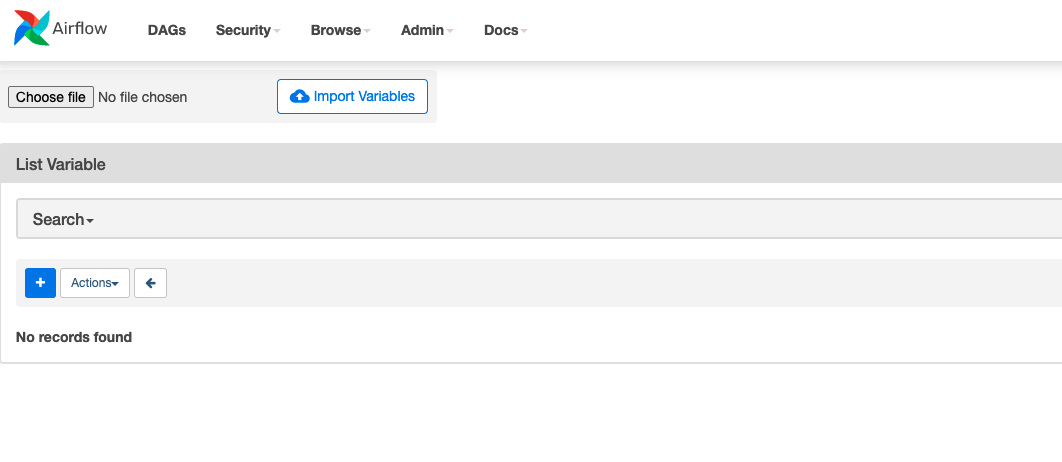 Airflow DAGs Security Browse Admin Docs
Choose file No file chosen Import Variables
List Variable
Search
+ Actions
No records found